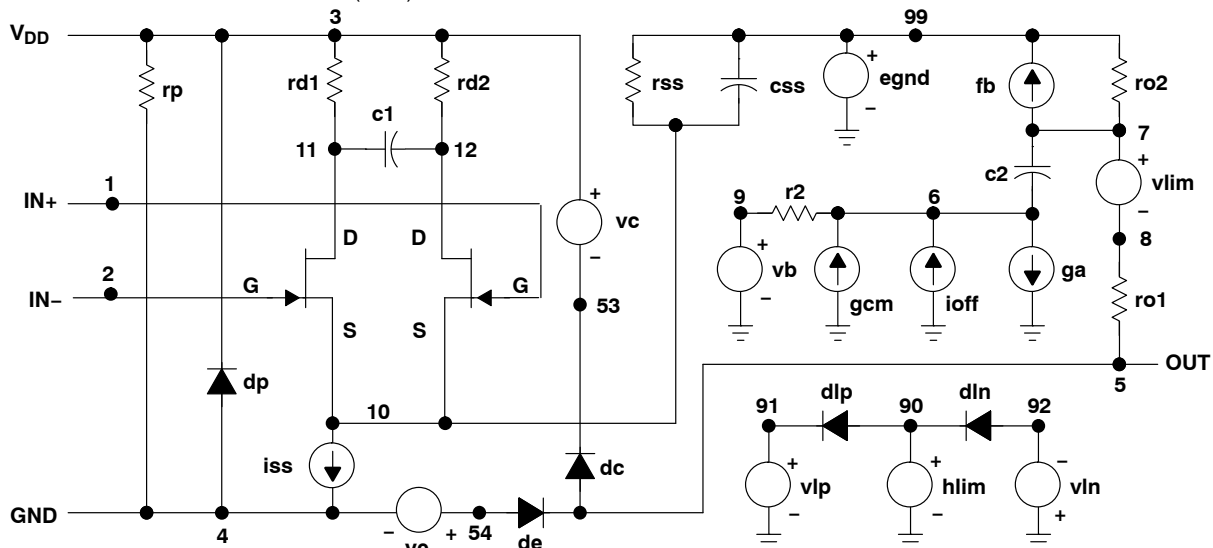 3
99
VDD
rp
rd1
rd2
rss
css
egnd
+
−
fb
ro2
c1
11
12
7
c2
+
vlim
−
1
IN+
9
r2
6
8
D
D
+
vc
−
+
vb
−
gcm
ioff
ga
2
IN−
G
G
53
ro1
S
S
OUT
5
dp
10
91
dlp
90
dln
92
iss
dc
+
vlp
−
+
hlim
−
−
vln
+
GND
4
−
+
54
de